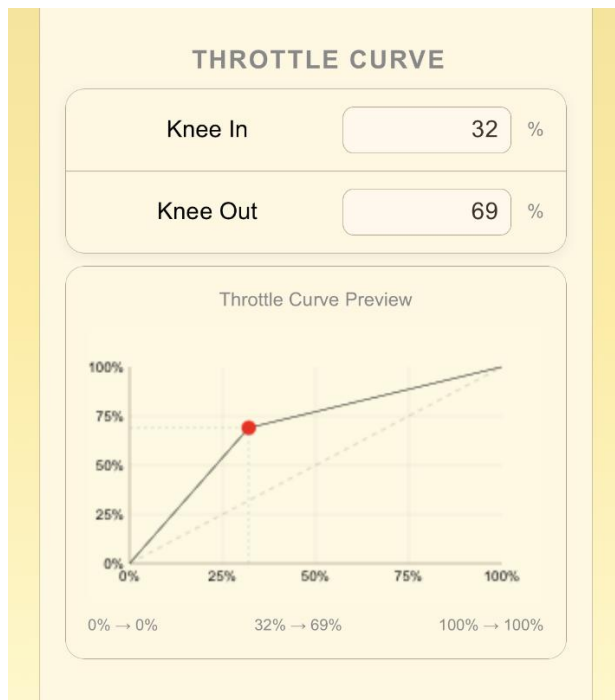 THROTTLE CURVE
Knee In 32 %
Knee Out 69 %
Throttle Curve Preview
100%
75%
50%
25%
0%
0% 25% 50% 75% 100%
0% → 0% 32% → 69% 100% → 100%